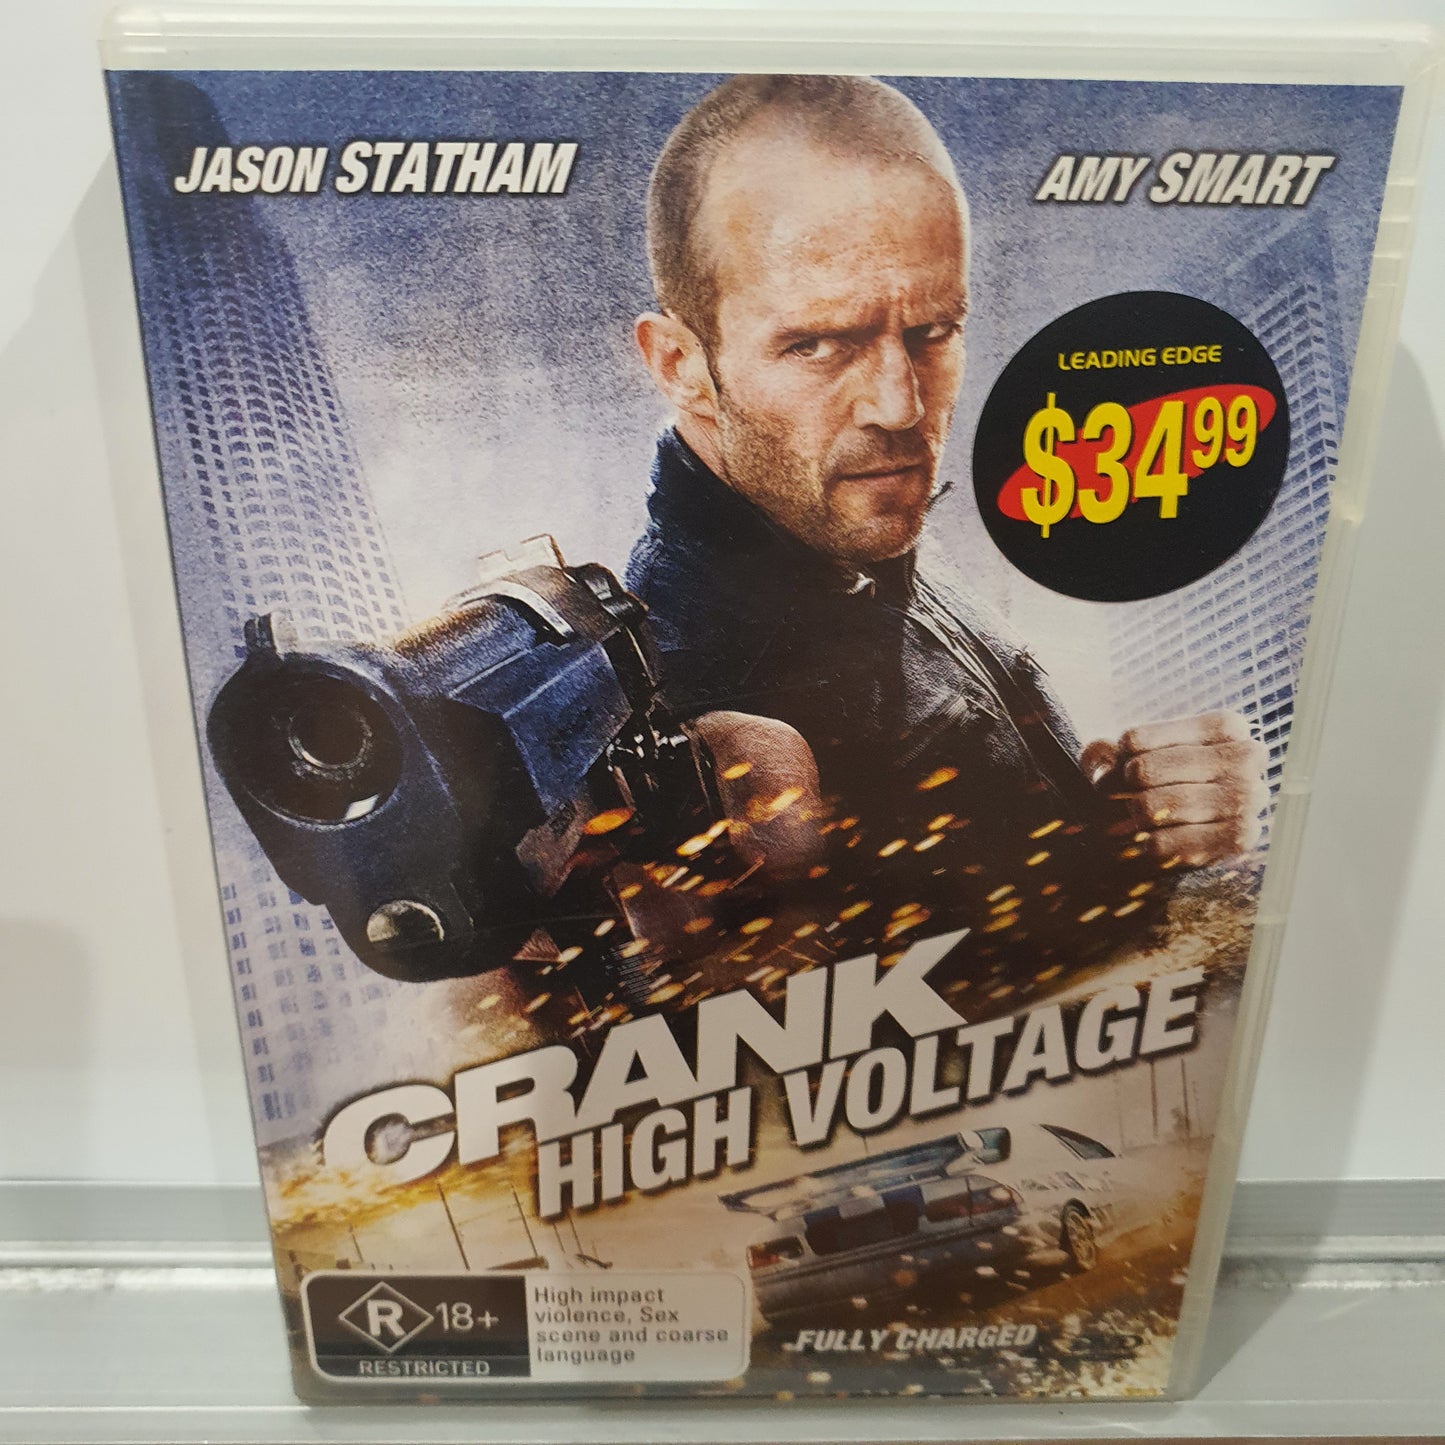 JASON STATHAM
AMY SMART
LEADING EDGE
$34.99
CRANK
HIGH VOLTAGE
R 18+
RESTRICTED
High impact
violence, Sex
scene and coarse
language
FULLY CHARGED